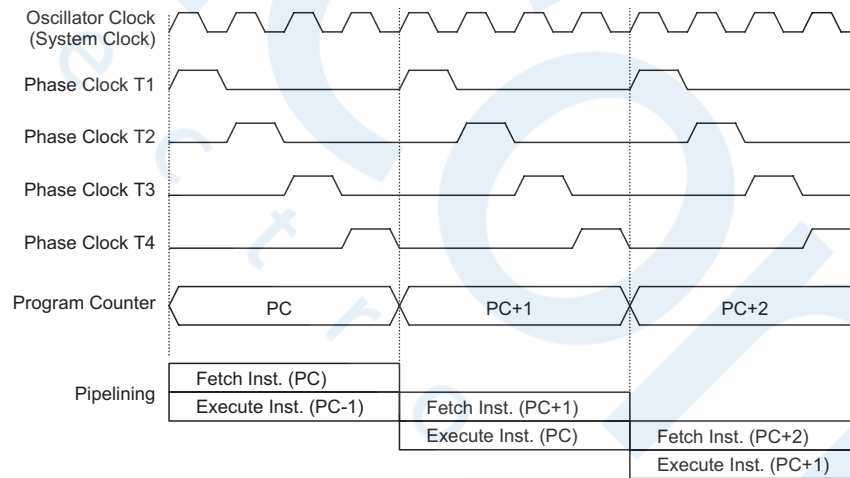 Oscillator Clock
(System Clock)
Phase Clock T1
Phase Clock T2
Phase Clock T3
Phase Clock T4
Program Counter
PC
PC+1
PC+2
Pipelining
Fetch Inst. (PC)
Execute Inst. (PC-1)
Fetch Inst. (PC+1)
Execute Inst. (PC)
Fetch Inst. (PC+2)
Execute Inst. (PC+1)